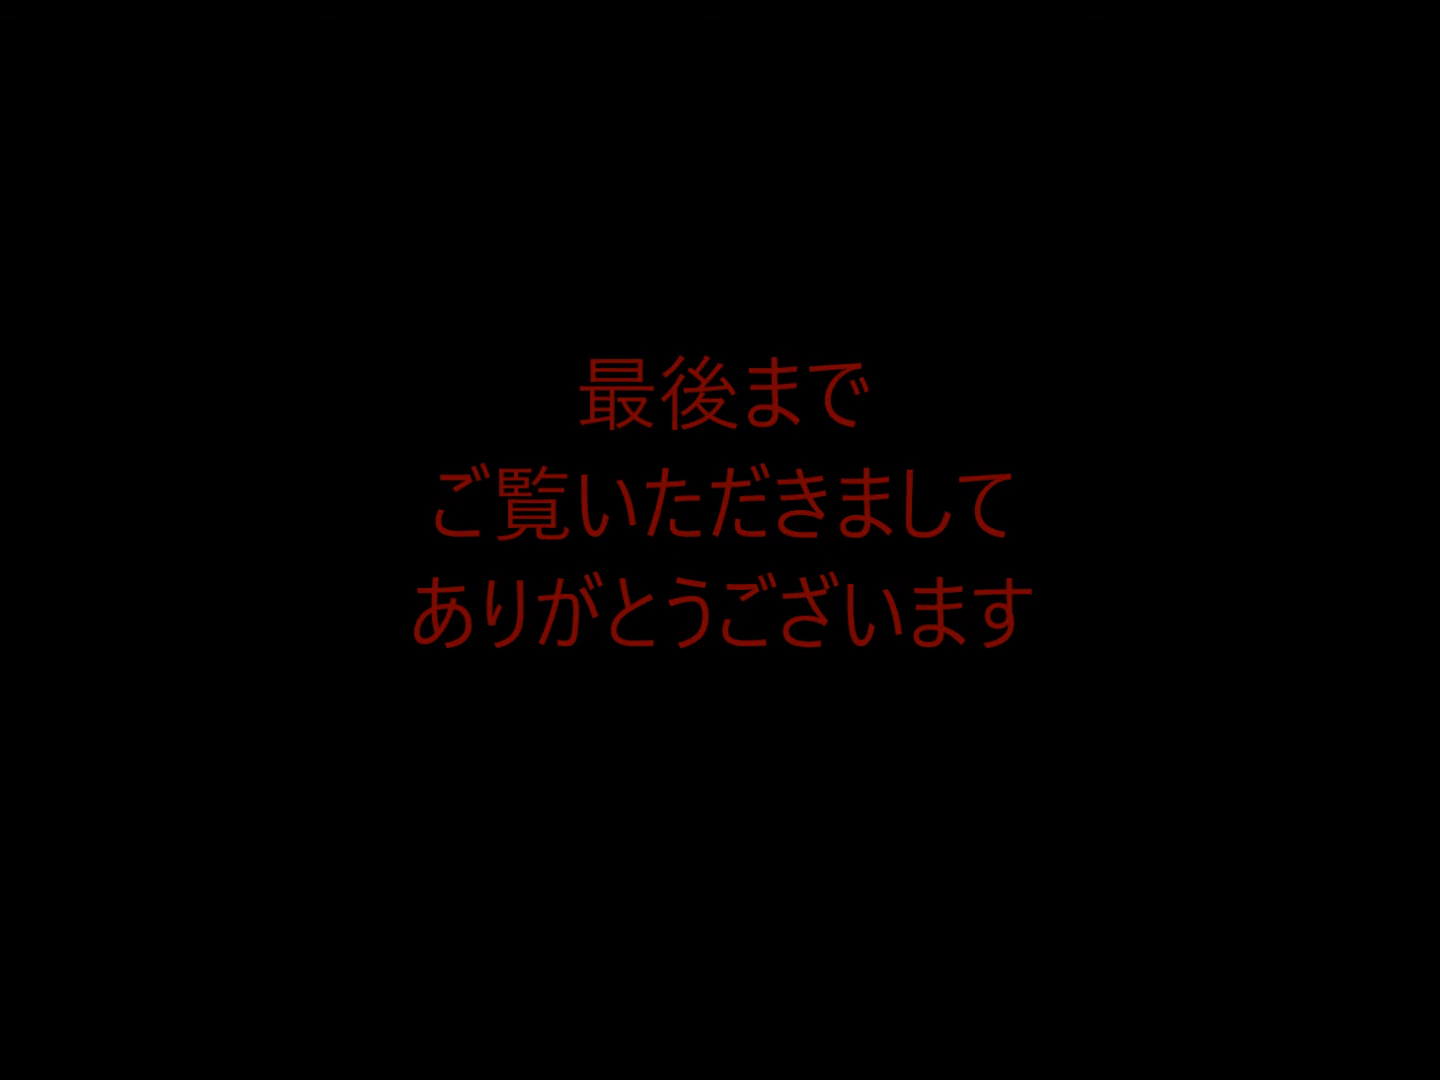 最後まで
ご覧いただきまして
ありがとうございます